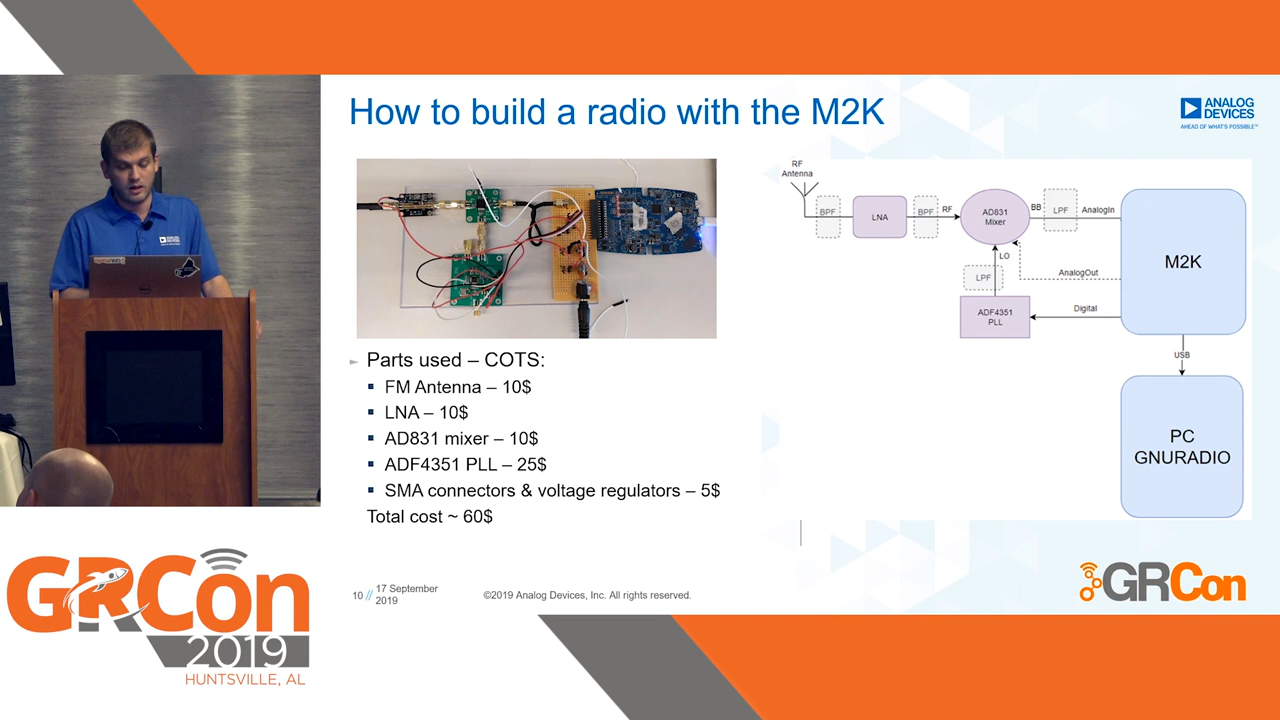 How to build a radio with the M2K
ANALOG
DEVICES
AHEAD OF WHAT'S POSSIBLE™
RF
Antenna
BPF
LNA
BPF
RF
AD831
Mixer
BB
LPF
AnalogIn
M2K
LO
LPF
AnalogOut
ADF4351
PLL
Digital
USB
PC
GNURADIO
► Parts used – COTS:
▪ FM Antenna – 10$
▪ LNA – 10$
▪ AD831 mixer – 10$
▪ ADF4351 PLL – 25$
▪ SMA connectors & voltage regulators – 5$
Total cost ~ 60$
10 // 17 September
2019
©2019 Analog Devices, Inc. All rights reserved.
GRCon
GRCon
2019
HUNTSVILLE, AL
ANALOG
DEVICES